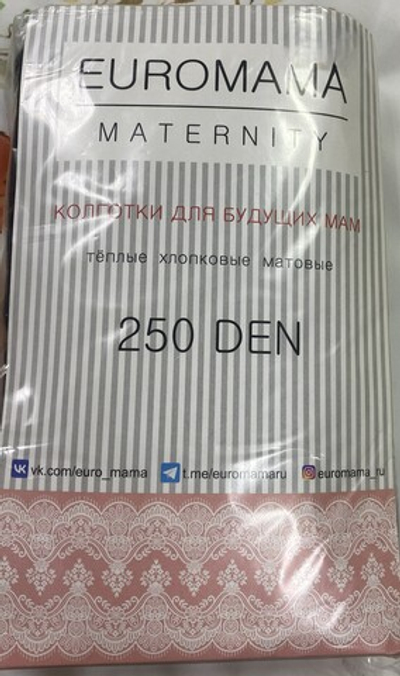 EUROMAMA
MATERNITY
КОЛГОТКИ ДЛЯ БУДУЩИХ МАМ
тёплые хлопковые матовые
250 DEN
vk.com/euro_mama t.me/euromamaru euromama_ru